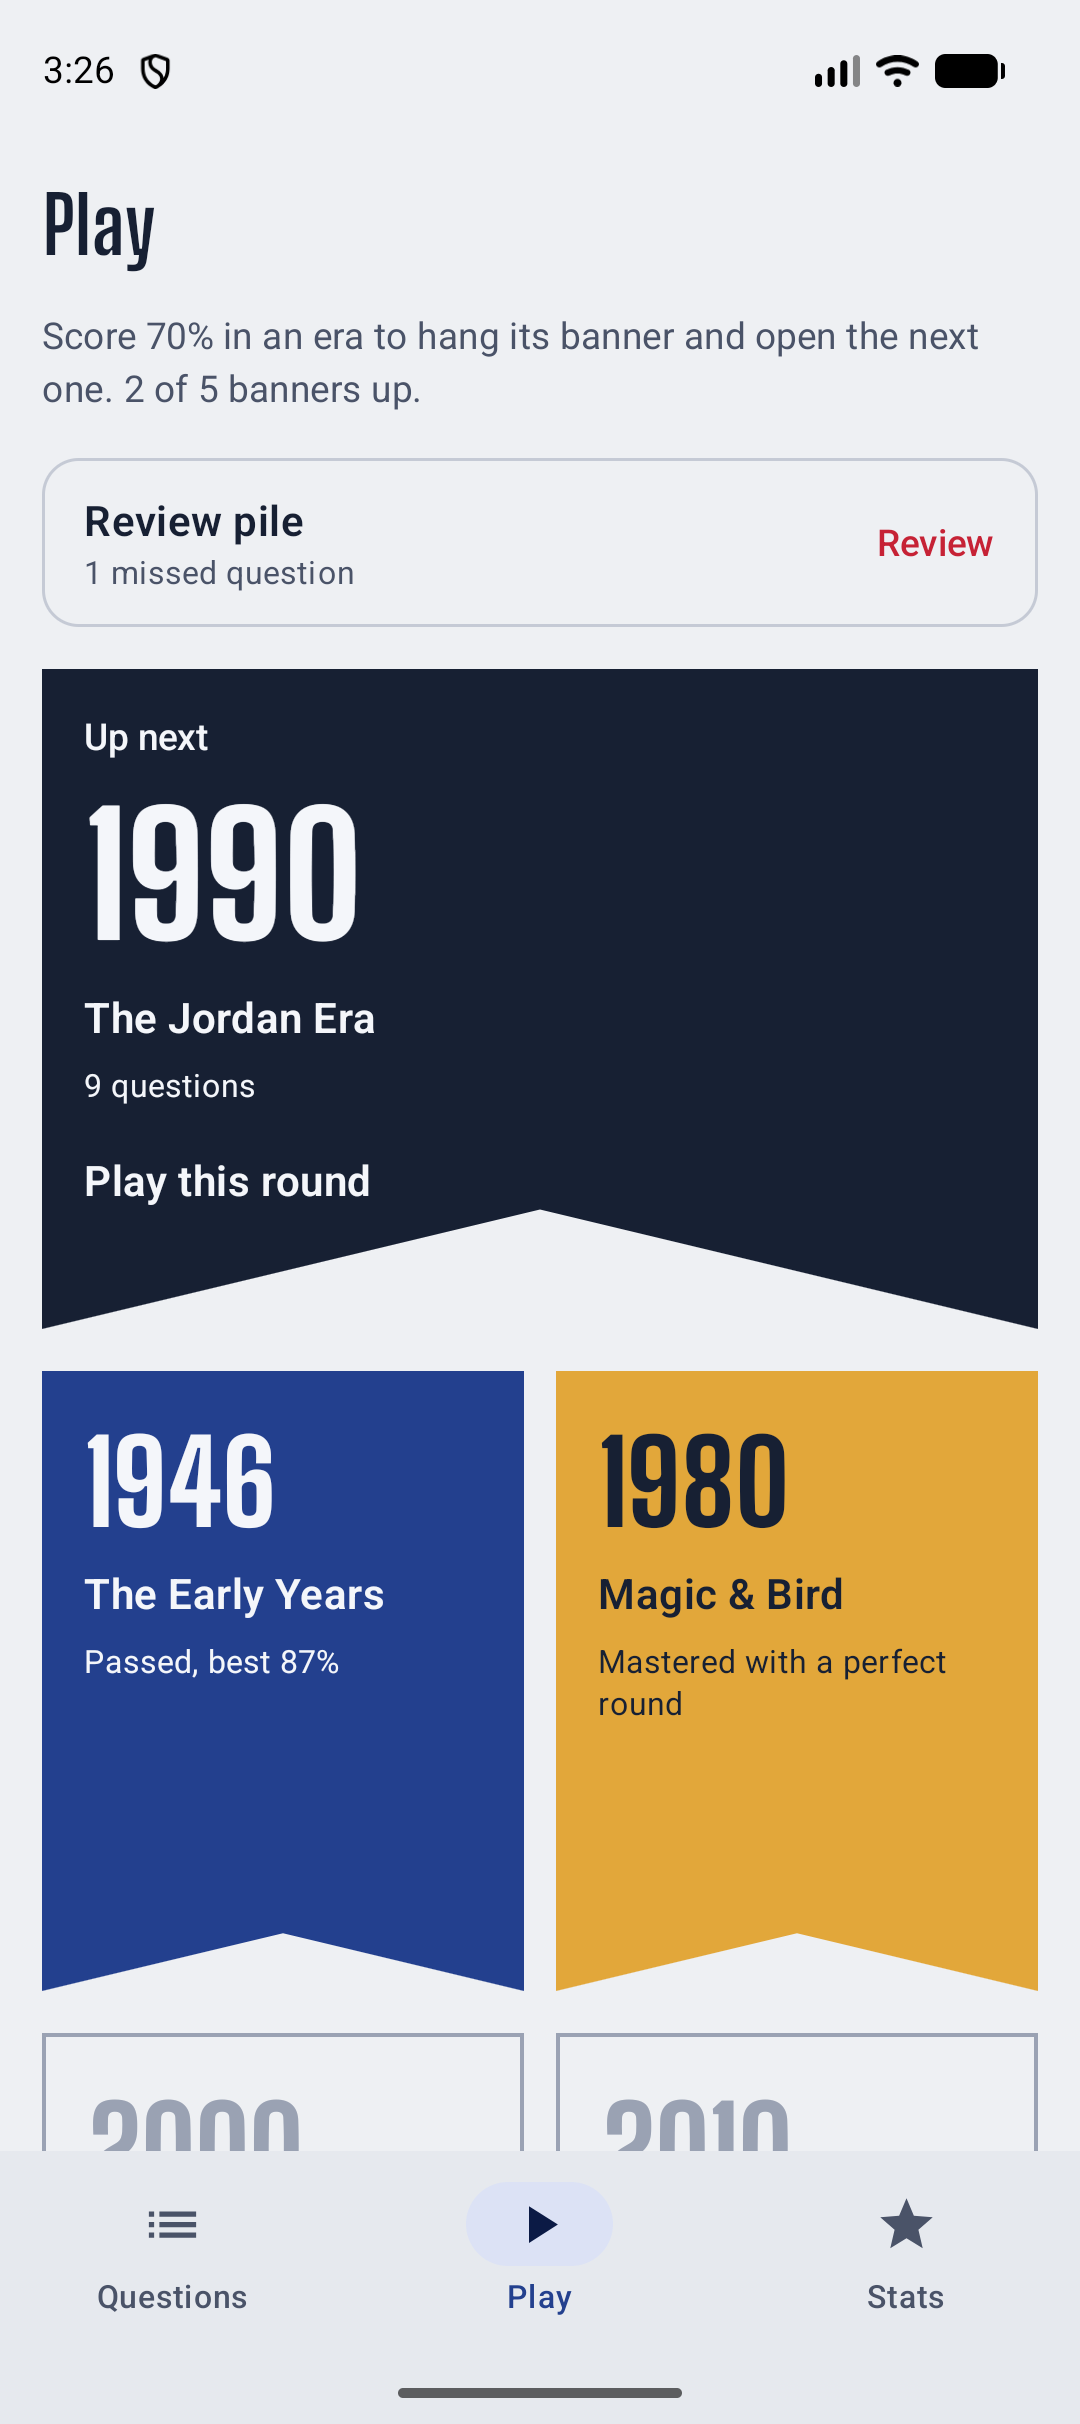 3:26
Play
Score 70% in an era to hang its banner and open the next
one. 2 of 5 banners up.
Review pile
1 missed question
Review
Up next
1990
The Jordan Era
9 questions
Play this round
1946
The Early Years
Passed, best 87%
1980
Magic & Bird
Mastered with a perfect
round
2000
2010
Questions
Play
Stats